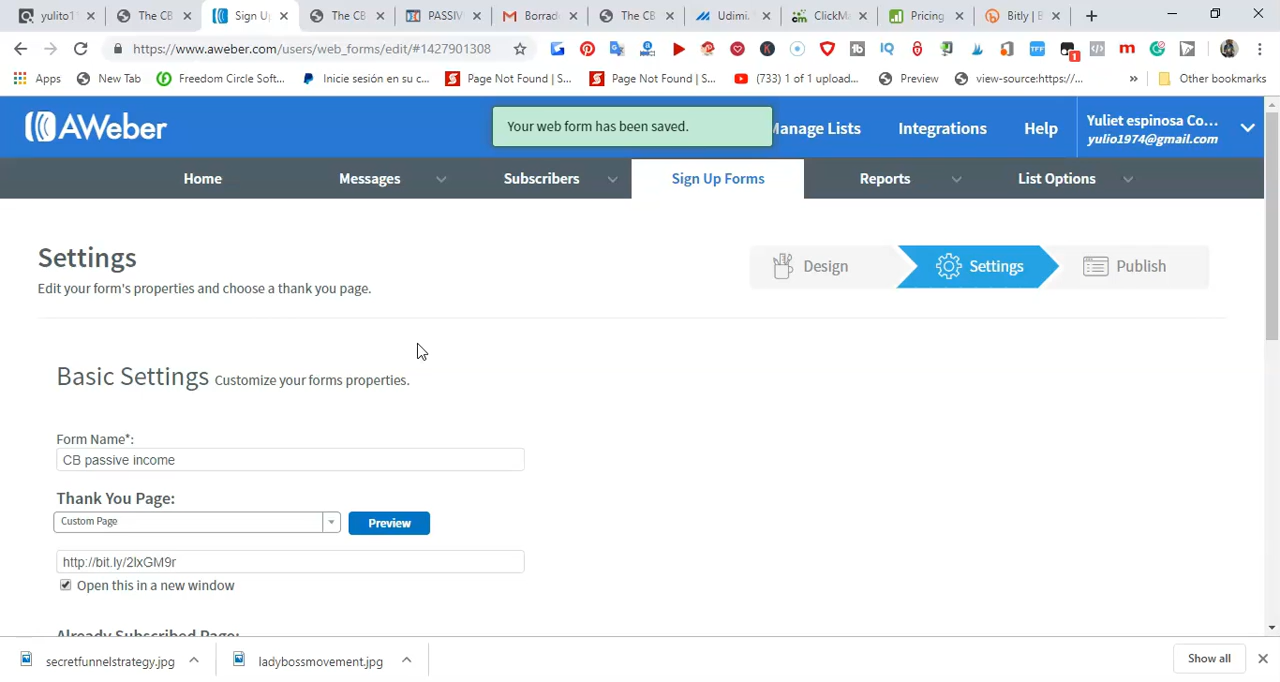 yulito11
The CB
Sign Up
The CB
PASSIV
Borrad
The CB
Udimi.
ClickMa
Pricing
Bitly | B
https://www.aweber.com/users/web_forms/edit/#1427901308
Apps
New Tab
Freedom Circle Soft...
Inicie sesión en su c...
Page Not Found | S...
Page Not Found | S...
(733) 1 of 1 upload...
Preview
view-source:https://...
»
Other bookmarks
AWeber
Your web form has been saved.
Manage Lists
Integrations
Help
Yuliet espinosa Co...
yulio1974@gmail.com
Home
Messages
Subscribers
Sign Up Forms
Reports
List Options
Settings
Edit your form's properties and choose a thank you page.
Design
Settings
Publish
Basic Settings Customize your forms properties.
Form Name*:
CB passive income
Thank You Page:
Custom Page
Preview
http://bit.ly/2lxGM9r
Open this in a new window
Already Subscribed Page:
secretfunnelstrategy.jpg
ladybossmovement.jpg
Show all